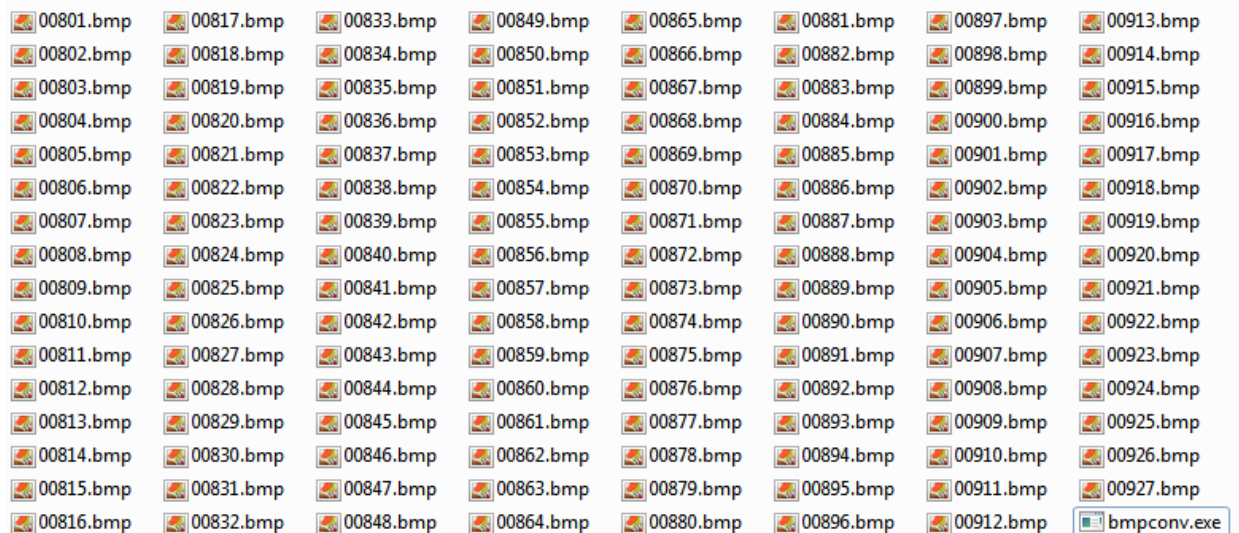 00801.bmp 00817.bmp 00833.bmp 00849.bmp 00865.bmp 00881.bmp 00897.bmp 00913.bmp
00802.bmp 00818.bmp 00834.bmp 00850.bmp 00866.bmp 00882.bmp 00898.bmp 00914.bmp
00803.bmp 00819.bmp 00835.bmp 00851.bmp 00867.bmp 00883.bmp 00899.bmp 00915.bmp
00804.bmp 00820.bmp 00836.bmp 00852.bmp 00868.bmp 00884.bmp 00900.bmp 00916.bmp
00805.bmp 00821.bmp 00837.bmp 00853.bmp 00869.bmp 00885.bmp 00901.bmp 00917.bmp
00806.bmp 00822.bmp 00838.bmp 00854.bmp 00870.bmp 00886.bmp 00902.bmp 00918.bmp
00807.bmp 00823.bmp 00839.bmp 00855.bmp 00871.bmp 00887.bmp 00903.bmp 00919.bmp
00808.bmp 00824.bmp 00840.bmp 00856.bmp 00872.bmp 00888.bmp 00904.bmp 00920.bmp
00809.bmp 00825.bmp 00841.bmp 00857.bmp 00873.bmp 00889.bmp 00905.bmp 00921.bmp
00810.bmp 00826.bmp 00842.bmp 00858.bmp 00874.bmp 00890.bmp 00906.bmp 00922.bmp
00811.bmp 00827.bmp 00843.bmp 00859.bmp 00875.bmp 00891.bmp 00907.bmp 00923.bmp
00812.bmp 00828.bmp 00844.bmp 00860.bmp 00876.bmp 00892.bmp 00908.bmp 00924.bmp
00813.bmp 00829.bmp 00845.bmp 00861.bmp 00877.bmp 00893.bmp 00909.bmp 00925.bmp
00814.bmp 00830.bmp 00846.bmp 00862.bmp 00878.bmp 00894.bmp 00910.bmp 00926.bmp
00815.bmp 00831.bmp 00847.bmp 00863.bmp 00879.bmp 00895.bmp 00911.bmp 00927.bmp
00816.bmp 00832.bmp 00848.bmp 00864.bmp 00880.bmp 00896.bmp 00912.bmp bmpconv.exe